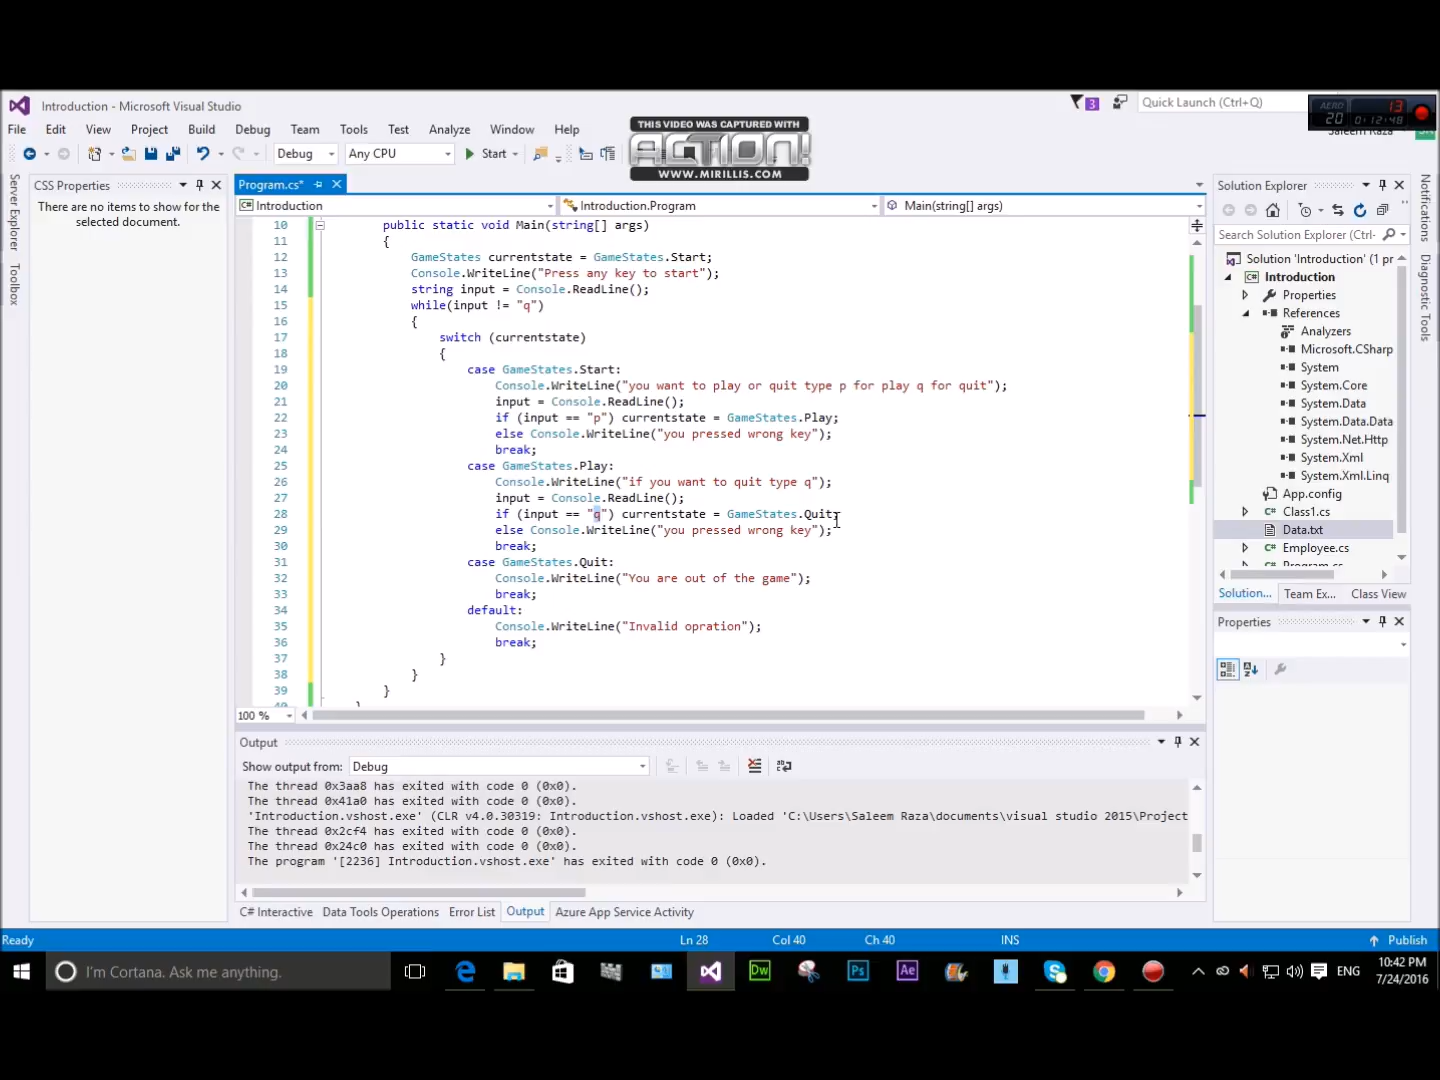 Introduction - Microsoft Visual Studio
3
Quick Launch (Ctrl+Q)
AERO
20
13
0:12:48
File Edit View Project Build Debug Team Tools Test Analyze Window Help
Saleem Raza
THIS VIDEO WAS CAPTURED WITH
ACTION!
WWW.MIRILLIS.COM
Debug Any CPU Start
Server Explorer
Toolbox
CSS Properties
There are no items to show for the
selected document.
Program.cs*
Introduction Introduction.Program Main(string[] args)
10 public static void Main(string[] args)
11 {
12 GameStates currentstate = GameStates.Start;
13 Console.WriteLine("Press any key to start");
14 string input = Console.ReadLine();
15 while(input != "q")
16 {
17 switch (currentstate)
18 {
19 case GameStates.Start:
20 Console.WriteLine("you want to play or quit type p for play q for quit");
21 input = Console.ReadLine();
22 if (input == "p") currentstate = GameStates.Play;
23 else Console.WriteLine("you pressed wrong key");
24 break;
25 case GameStates.Play:
26 Console.WriteLine("if you want to quit type q");
27 input = Console.ReadLine();
28 if (input == "q") currentstate = GameStates.Quit;
29 else Console.WriteLine("you pressed wrong key");
30 break;
31 case GameStates.Quit:
32 Console.WriteLine("You are out of the game");
33 break;
34 default:
35 Console.WriteLine("Invalid opration");
36 break;
37 }
38 }
39 }
100 %
Output
Show output from: Debug
The thread 0x3aa8 has exited with code 0 (0x0).
The thread 0x41a0 has exited with code 0 (0x0).
'Introduction.vshost.exe' (CLR v4.0.30319: Introduction.vshost.exe): Loaded 'C:\Users\Saleem Raza\documents\visual studio 2015\Project
The thread 0x2cf4 has exited with code 0 (0x0).
The thread 0x24c0 has exited with code 0 (0x0).
The program '[2236] Introduction.vshost.exe' has exited with code 0 (0x0).
C# Interactive Data Tools Operations Error List Output Azure App Service Activity
Solution Explorer
Search Solution Explorer (Ctrl-
Solution 'Introduction' (1 pr
Introduction
Properties
References
Analyzers
Microsoft.CSharp
System
System.Core
System.Data
System.Data.Data
System.Net.Http
System.Xml
System.Xml.Linq
App.config
Class1.cs
Data.txt
Employee.cs
Program.cs
Solution... Team Ex... Class View
Properties
Notifications
Diagnostic Tools
Ready Ln 28 Col 40 Ch 40 INS Publish
I'm Cortana. Ask me anything.
Dw Ps Ae
ENG
10:42 PM
7/24/2016